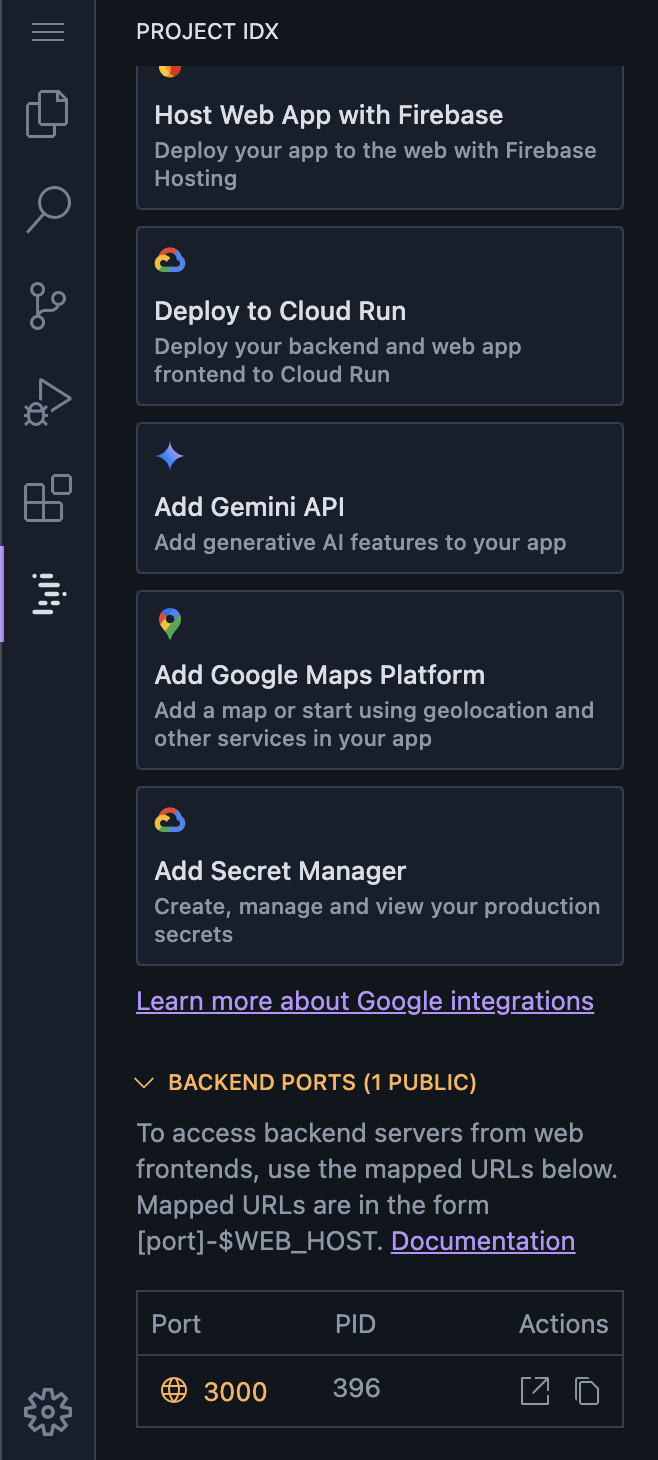 PROJECT IDX
Host Web App with Firebase
Deploy your app to the web with Firebase
Hosting
Deploy to Cloud Run
Deploy your backend and web app
frontend to Cloud Run
Add Gemini API
Add generative AI features to your app
Add Google Maps Platform
Add a map or start using geolocation and
other services in your app
Add Secret Manager
Create, manage and view your production
secrets
Learn more about Google integrations
BACKEND PORTS (1 PUBLIC)
To access backend servers from web
frontends, use the mapped URLs below.
Mapped URLs are in the form
[port]-$WEB_HOST. Documentation
Port PID Actions
3000 396